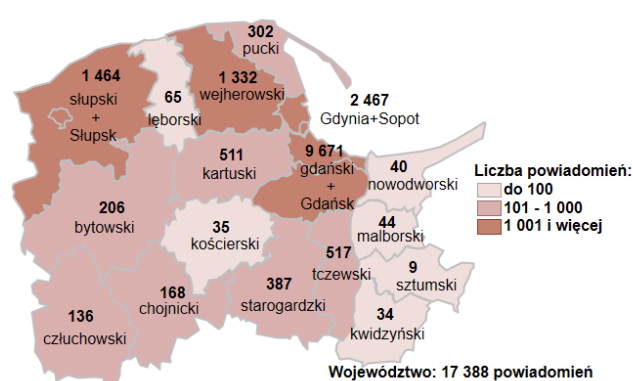 302
pucki
1 464
słupski
+
Słupsk
65
lęborski
1 332
wejherowski
2 467
Gdynia+Sopot
511
kartuski
9 671
gdański
+
Gdańsk
40
nowodworski
Liczba powiadomień:
do 100
101 - 1 000
1 001 i więcej
206
bytowski
35
kościerski
44
malborski
517
tczewski
9
sztumski
136
człuchowski
168
chojnicki
387
starogardzki
34
kwidzyński
Województwo: 17 388 powiadomień